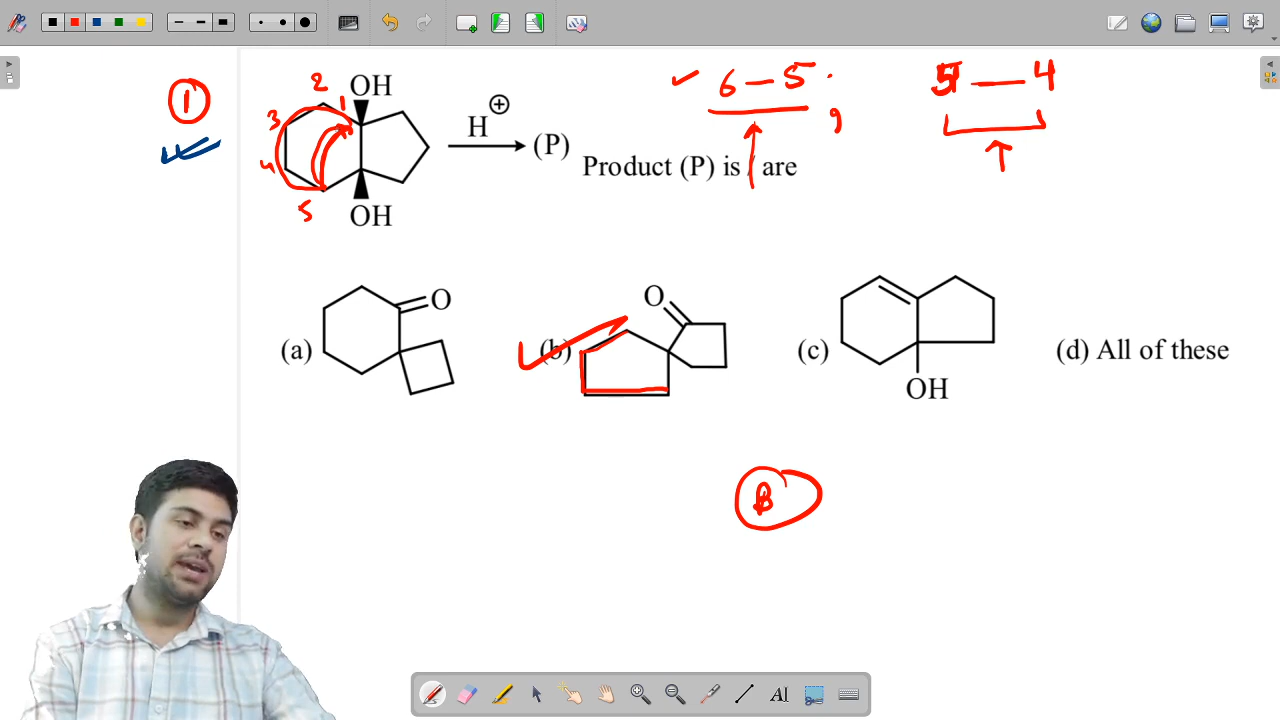 1
OH
1
2
3
4
5
OH
H⊕
(P)
6 – 5
,
5 — 4
Product (P) is / are
(a)
O
(b)
O
(c)
OH
(d) All of these
B
AI